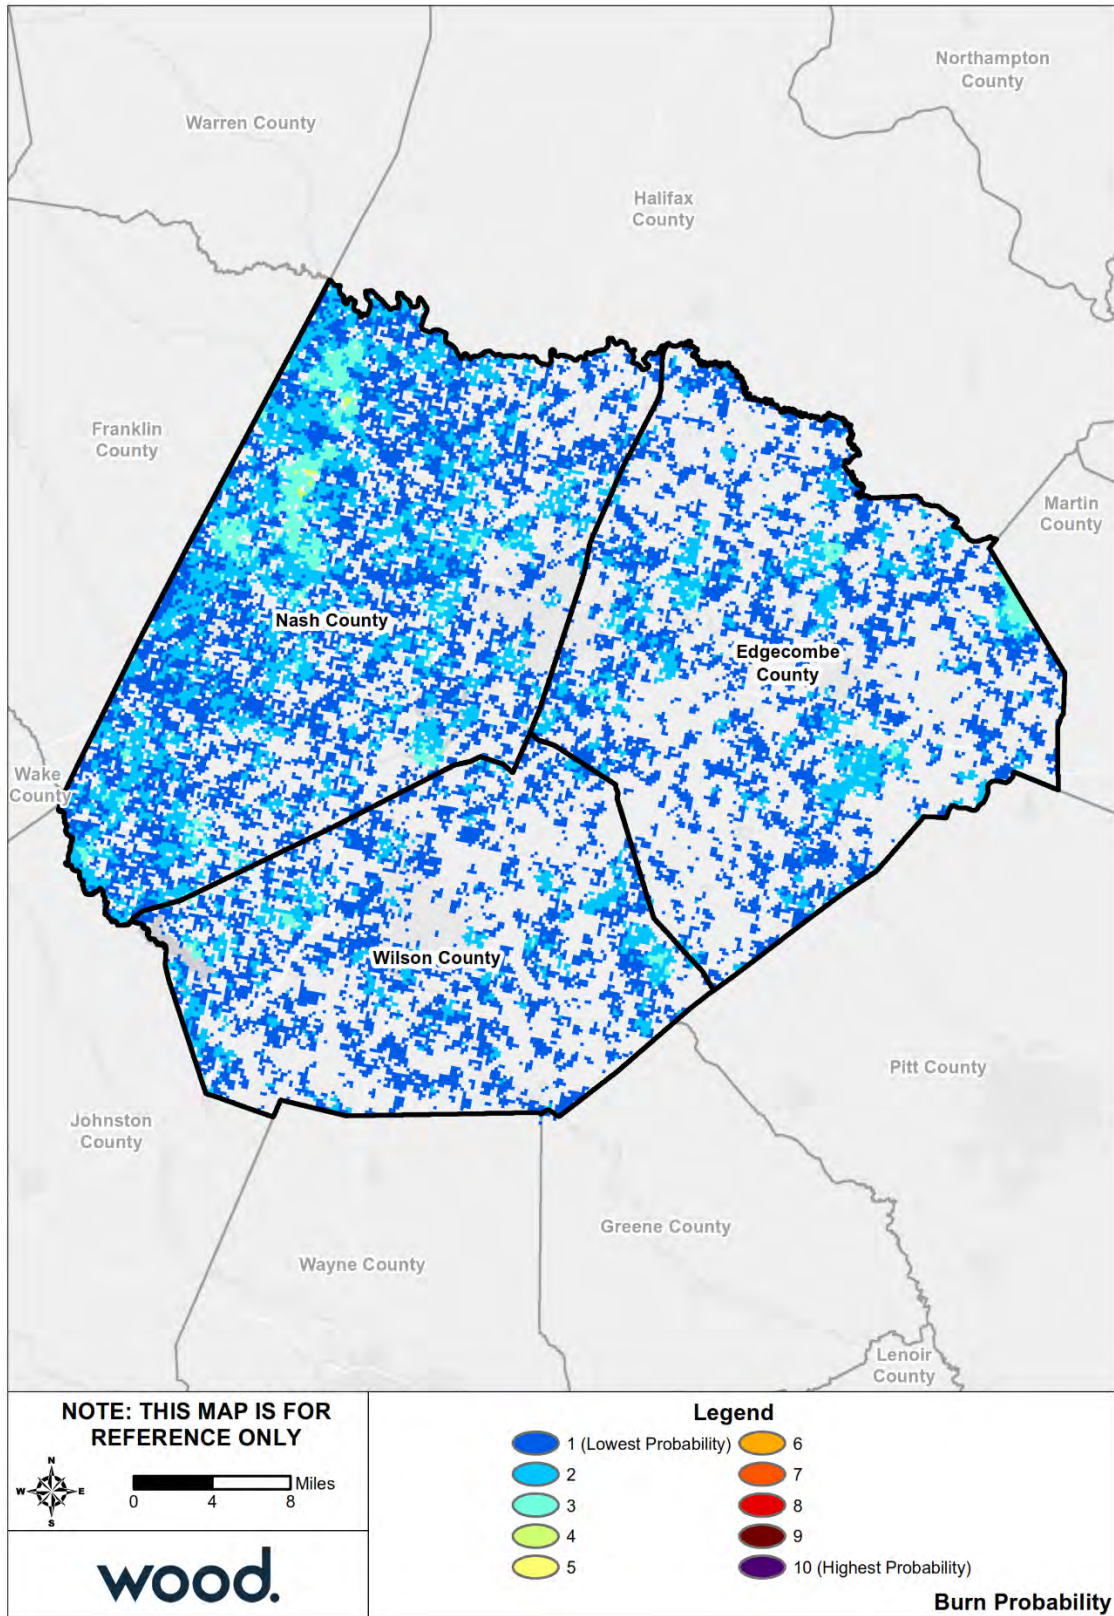 Northampton
County
Warren County
Halifax
County
Franklin
County
Martin
County
Nash County
Edgecombe
County
Wake
County
Wilson County
Pitt County
Johnston
County
Greene County
Wayne County
Lenoir
County
NOTE: THIS MAP IS FOR
REFERENCE ONLY
N
W
E
S
Miles
0 4 8
wood.
Legend
1 (Lowest Probability)
2
3
4
5
6
7
8
9
10 (Highest Probability)
Burn Probability